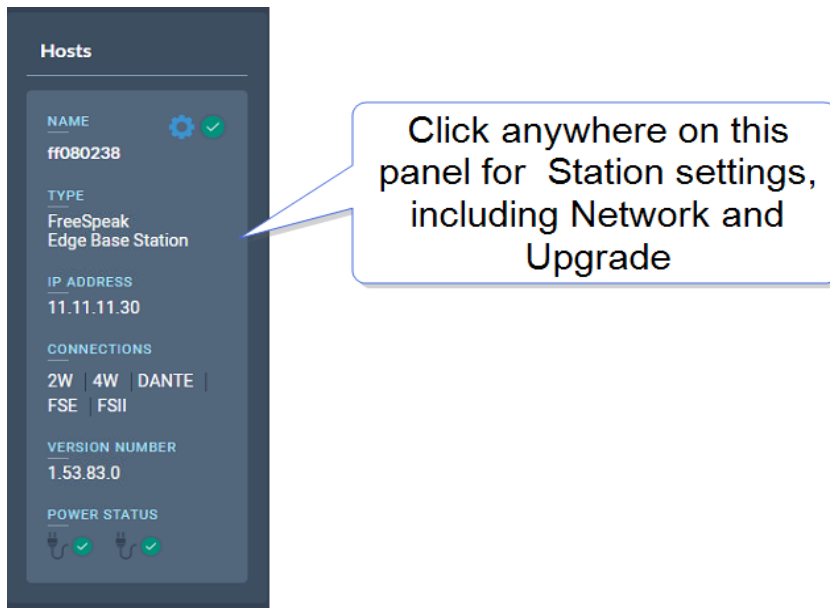 Hosts
NAME
ff080238
TYPE
FreeSpeak
Edge Base Station
IP ADDRESS
11.11.11.30
CONNECTIONS
2W | 4W | DANTE |
FSE | FSII
VERSION NUMBER
1.53.83.0
POWER STATUS
Click anywhere on this
panel for Station settings,
including Network and
Upgrade